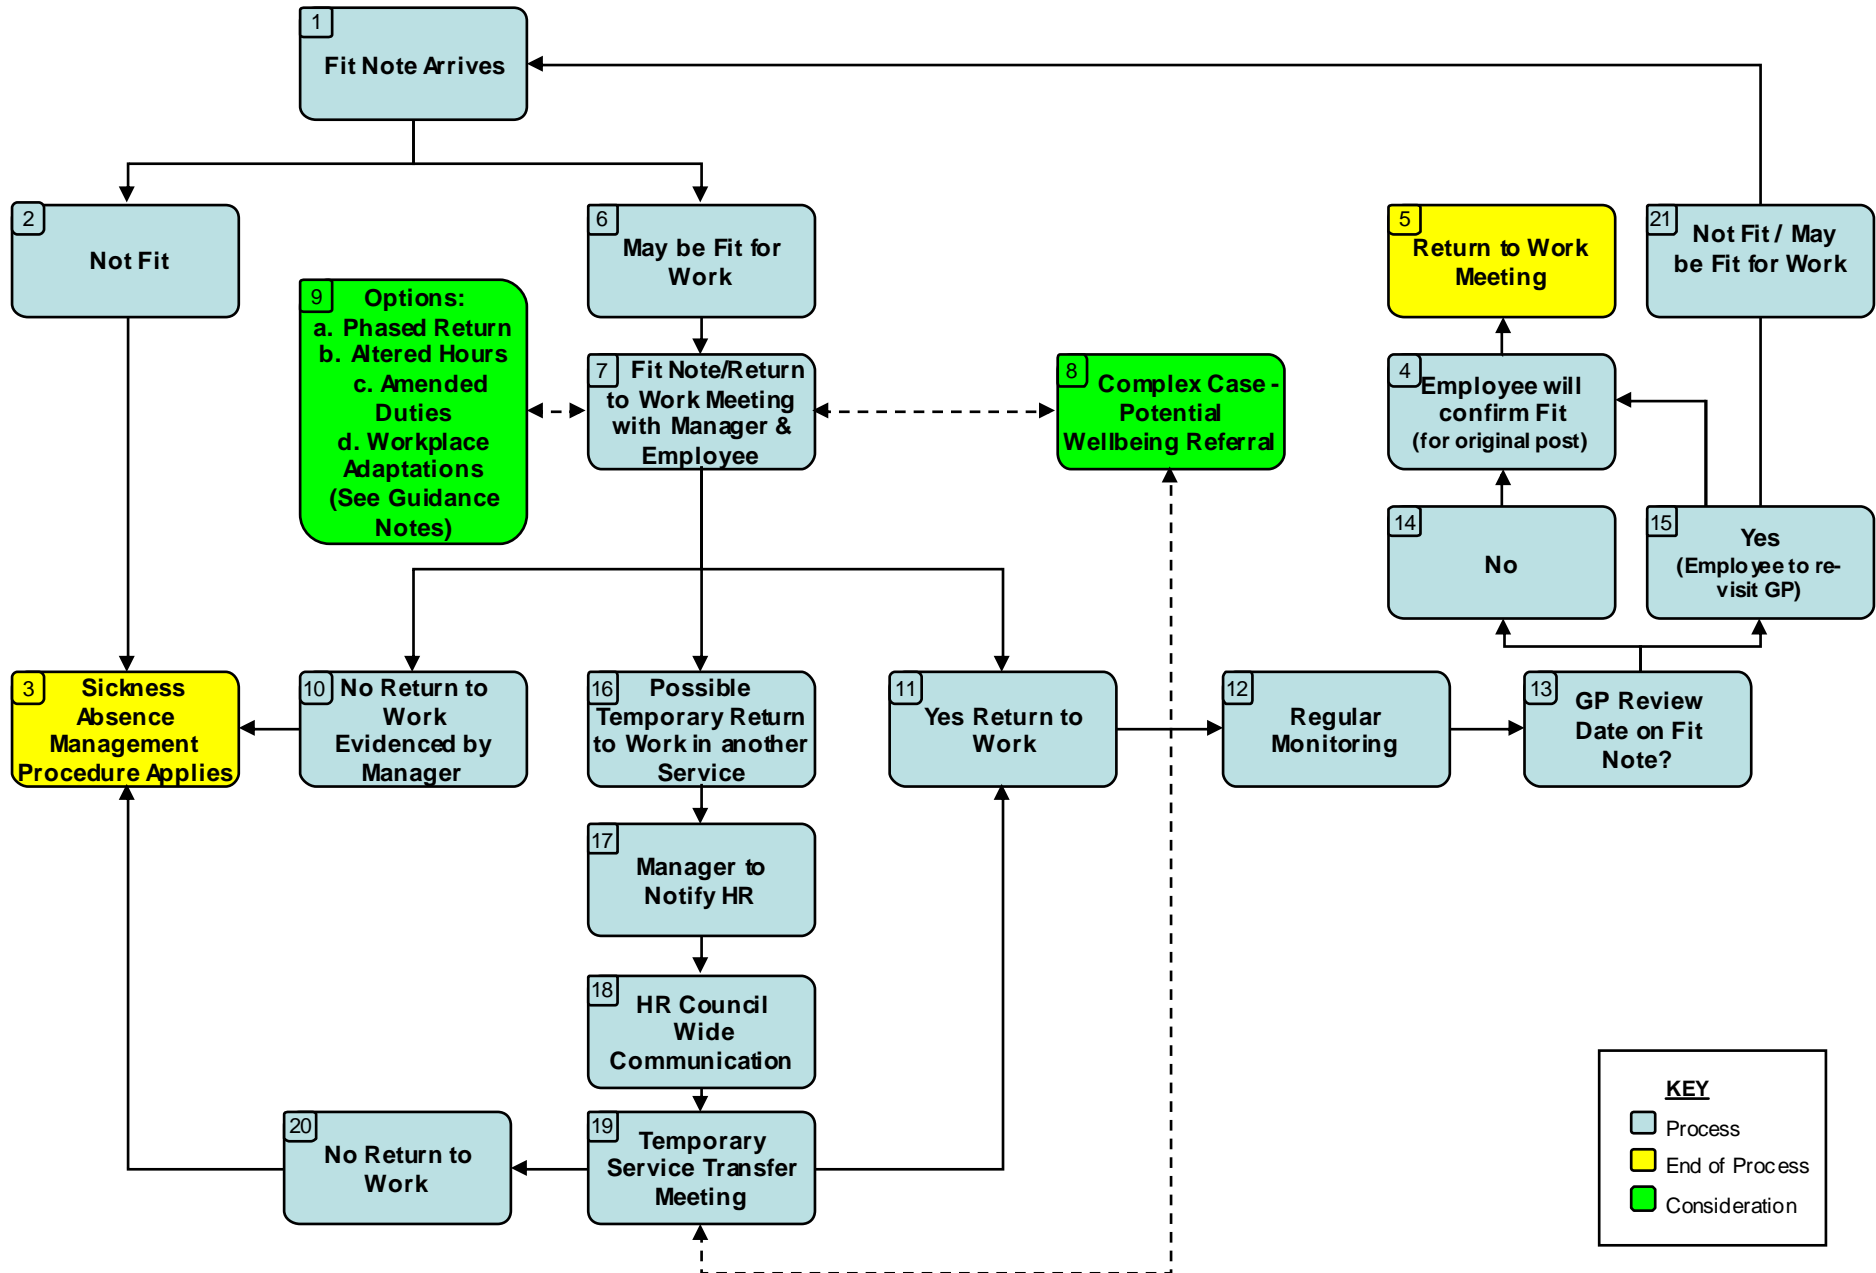 1
Fit Note Arrives
2
Not Fit
6
May be Fit for
Work
5
Return to Work
Meeting
21
Not Fit / May
be Fit for Work
9
Options:
a. Phased Return
b. Altered Hours
c. Amended
Duties
d. Workplace
Adaptations
(See Guidance
Notes)
7
Fit Note/Return
to Work Meeting
with Manager &
Employee
8
Complex Case -
Potential
Wellbeing Referral
4
Employee will
confirm Fit
(for original post)
14
No
15
Yes
(Employee to re-
visit GP)
3
Sickness
Absence
Management
Procedure Applies
10
No Return to
Work
Evidenced by
Manager
16
Possible
Temporary Return
to Work in another
Service
11
Yes Return to
Work
12
Regular
Monitoring
13
GP Review
Date on Fit
Note?
17
Manager to
Notify HR
18
HR Council
Wide
Communication
20
No Return to
Work
19
Temporary
Service Transfer
Meeting
KEY
Process
End of Process
Consideration